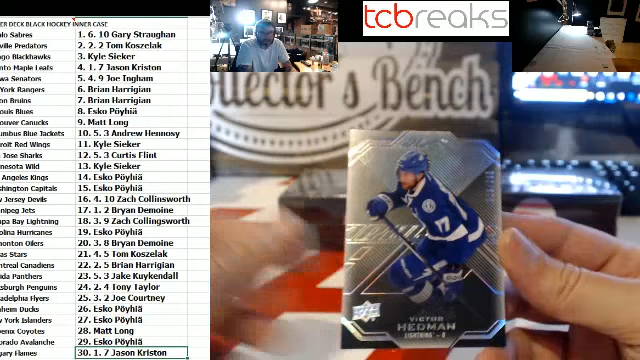 ER DECK BLACK HOCKEY INNER CASE
alo Sabres 1. 6. 10 Gary Straughan
ville Predators 2. 2. 2 Tom Koszelak
ago Blackhawks 3. Kyle Sieker
nto Maple Leafs 4. 1. 7 Jason Kriston
wa Senators 5. 4. 9 Joe Ingham
York Rangers 6. Brian Harrigian
on Bruins 7. Brian Harrigian
ouis Blues 8. Esko Pöyhiä
ouver Canucks 9. Matt Long
umbus Blue Jackets 10. 5. 3 Andrew Hennosy
roit Red Wings 11. Kyle Sieker
Jose Sharks 12. 5. 3 Curtis Flint
nesota Wild 13. Kyle Sieker
Angeles Kings 14. Esko Pöyhiä
shington Capitals 15. Esko Pöyhiä
Jersey Devils 16. 4. 10 Zach Collinsworth
nipeg Jets 17. 1. 2 Bryan Demoine
pa Bay Lightning 18. 3. 9 Zach Collingsworth
olina Hurricanes 19. Esko Pöyhiä
monton Oilers 20. 3. 8 Bryan Demoine
as Stars 21. 4. 5 Tom Koszelak
ntreal Canadiens 22. 2. 5 Brian Harrigian
rida Panthers 23. 5. 3 Jake Kuykendall
sburgh Penguins 24. 2. 4 Tony Taylor
adelphia Flyers 25. 3. 2 Joe Courtney
heim Ducks 26. Esko Pöyhiä
York Islanders 27. Esko Pöyhiä
enix Coyotes 28. Matt Long
orado Avalanche 29. Esko Pöyhiä
gary Flames 30. 1. 7 Jason Kriston
tcbreaks
llector's Bench
17
VICTOR
HEDMAN
LIGHTNING - D